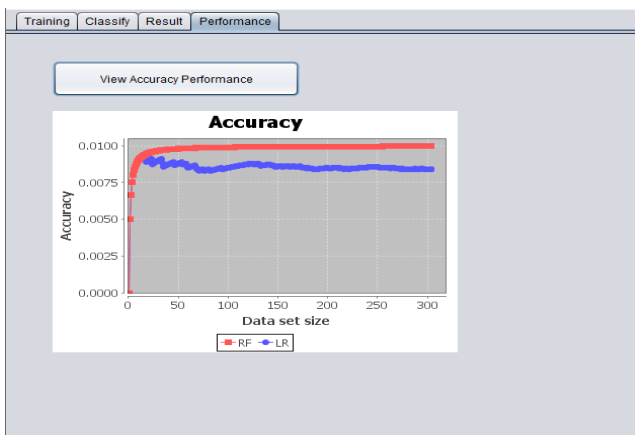 Training Classify Result Performance
View Accuracy Performance
Accuracy
0.0100
0.0075
0.0050
0.0025
0.0000
Accuracy
0 50 100 150 200 250 300
Data set size
RF LR